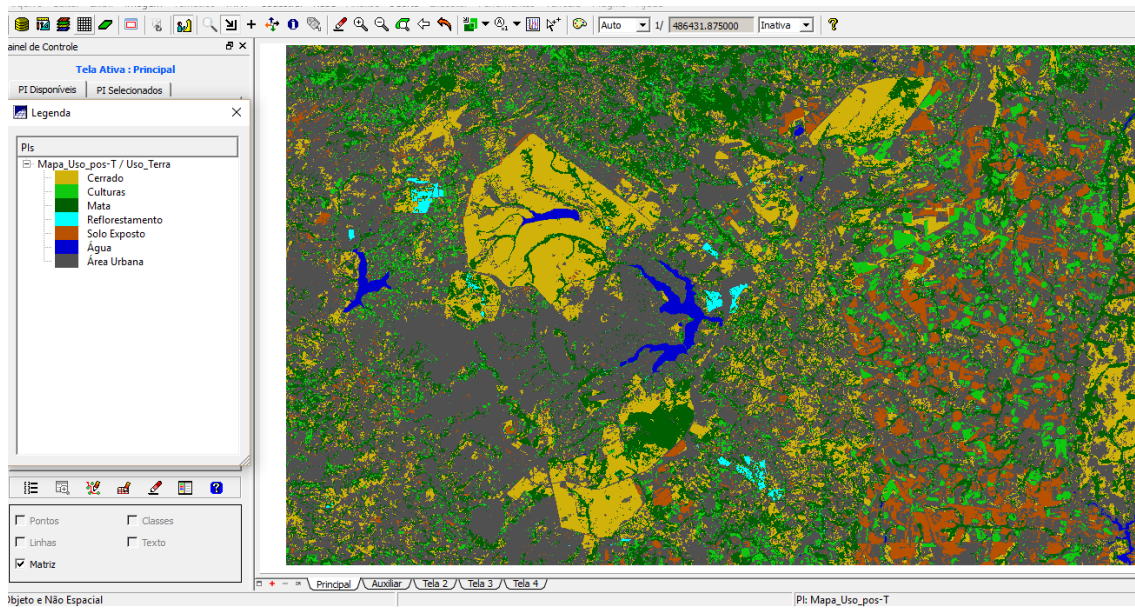 Auto
1/
486431.875000
Inativa
ainel de Controle
Tela Ativa : Principal
PI Disponíveis
PI Selecionados
Legenda
PIs
Mapa_Uso_pos-T / Uso_Terra
Cerrado
Culturas
Mata
Reflorestamento
Solo Exposto
Água
Área Urbana
Pontos
Classes
Linhas
Texto
Matriz
Principal
Auxiliar
Tela 2
Tela 3
Tela 4
Objeto e Não Espacial
PI: Mapa_Uso_pos-T